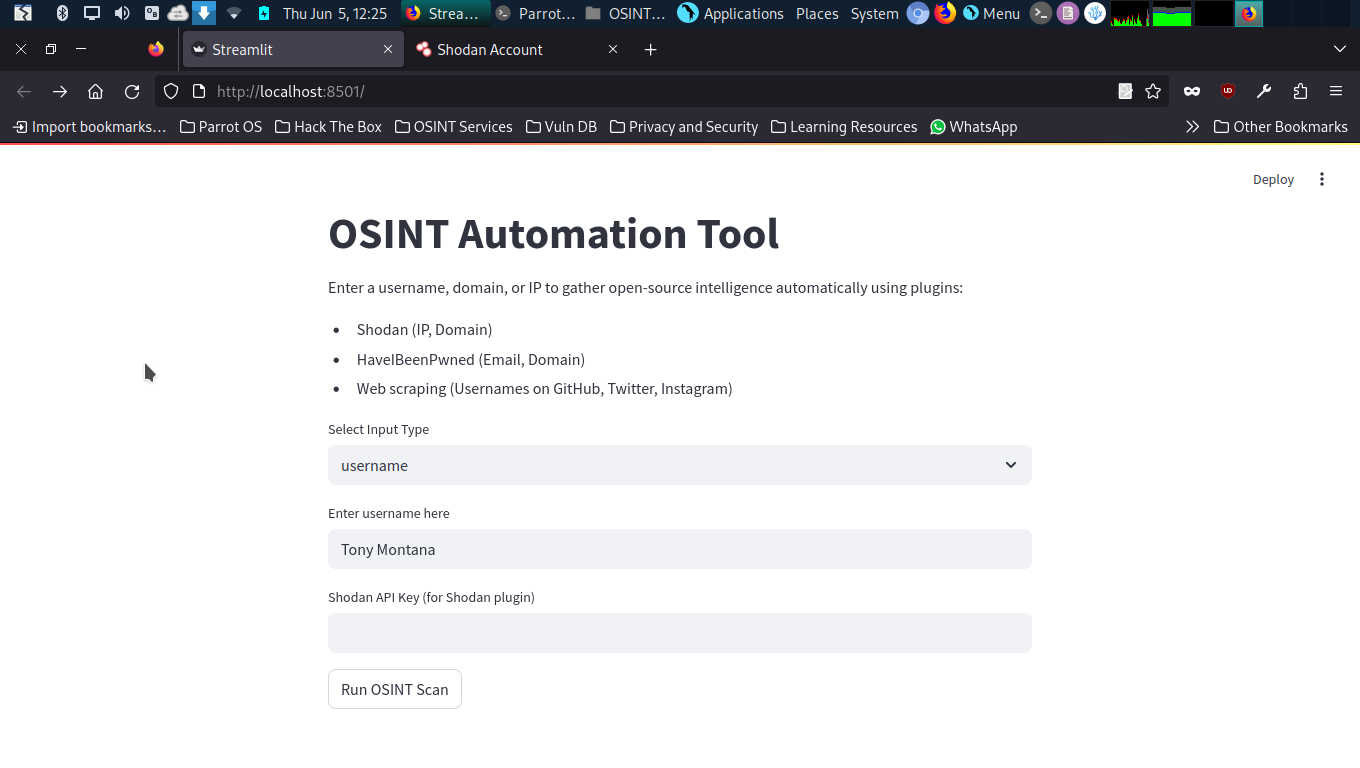 Thu Jun 5, 12:25 Strea... Parrot... OSINT... Applications Places System Menu
Streamlit Shodan Account
http://localhost:8501/
Import bookmarks... Parrot OS Hack The Box OSINT Services Vuln DB Privacy and Security Learning Resources WhatsApp Other Bookmarks
Deploy
OSINT Automation Tool
Enter a username, domain, or IP to gather open-source intelligence automatically using plugins:
• Shodan (IP, Domain)
• HaveIBeenPwned (Email, Domain)
• Web scraping (Usernames on GitHub, Twitter, Instagram)
Select Input Type
username
Enter username here
Tony Montana
Shodan API Key (for Shodan plugin)
Run OSINT Scan